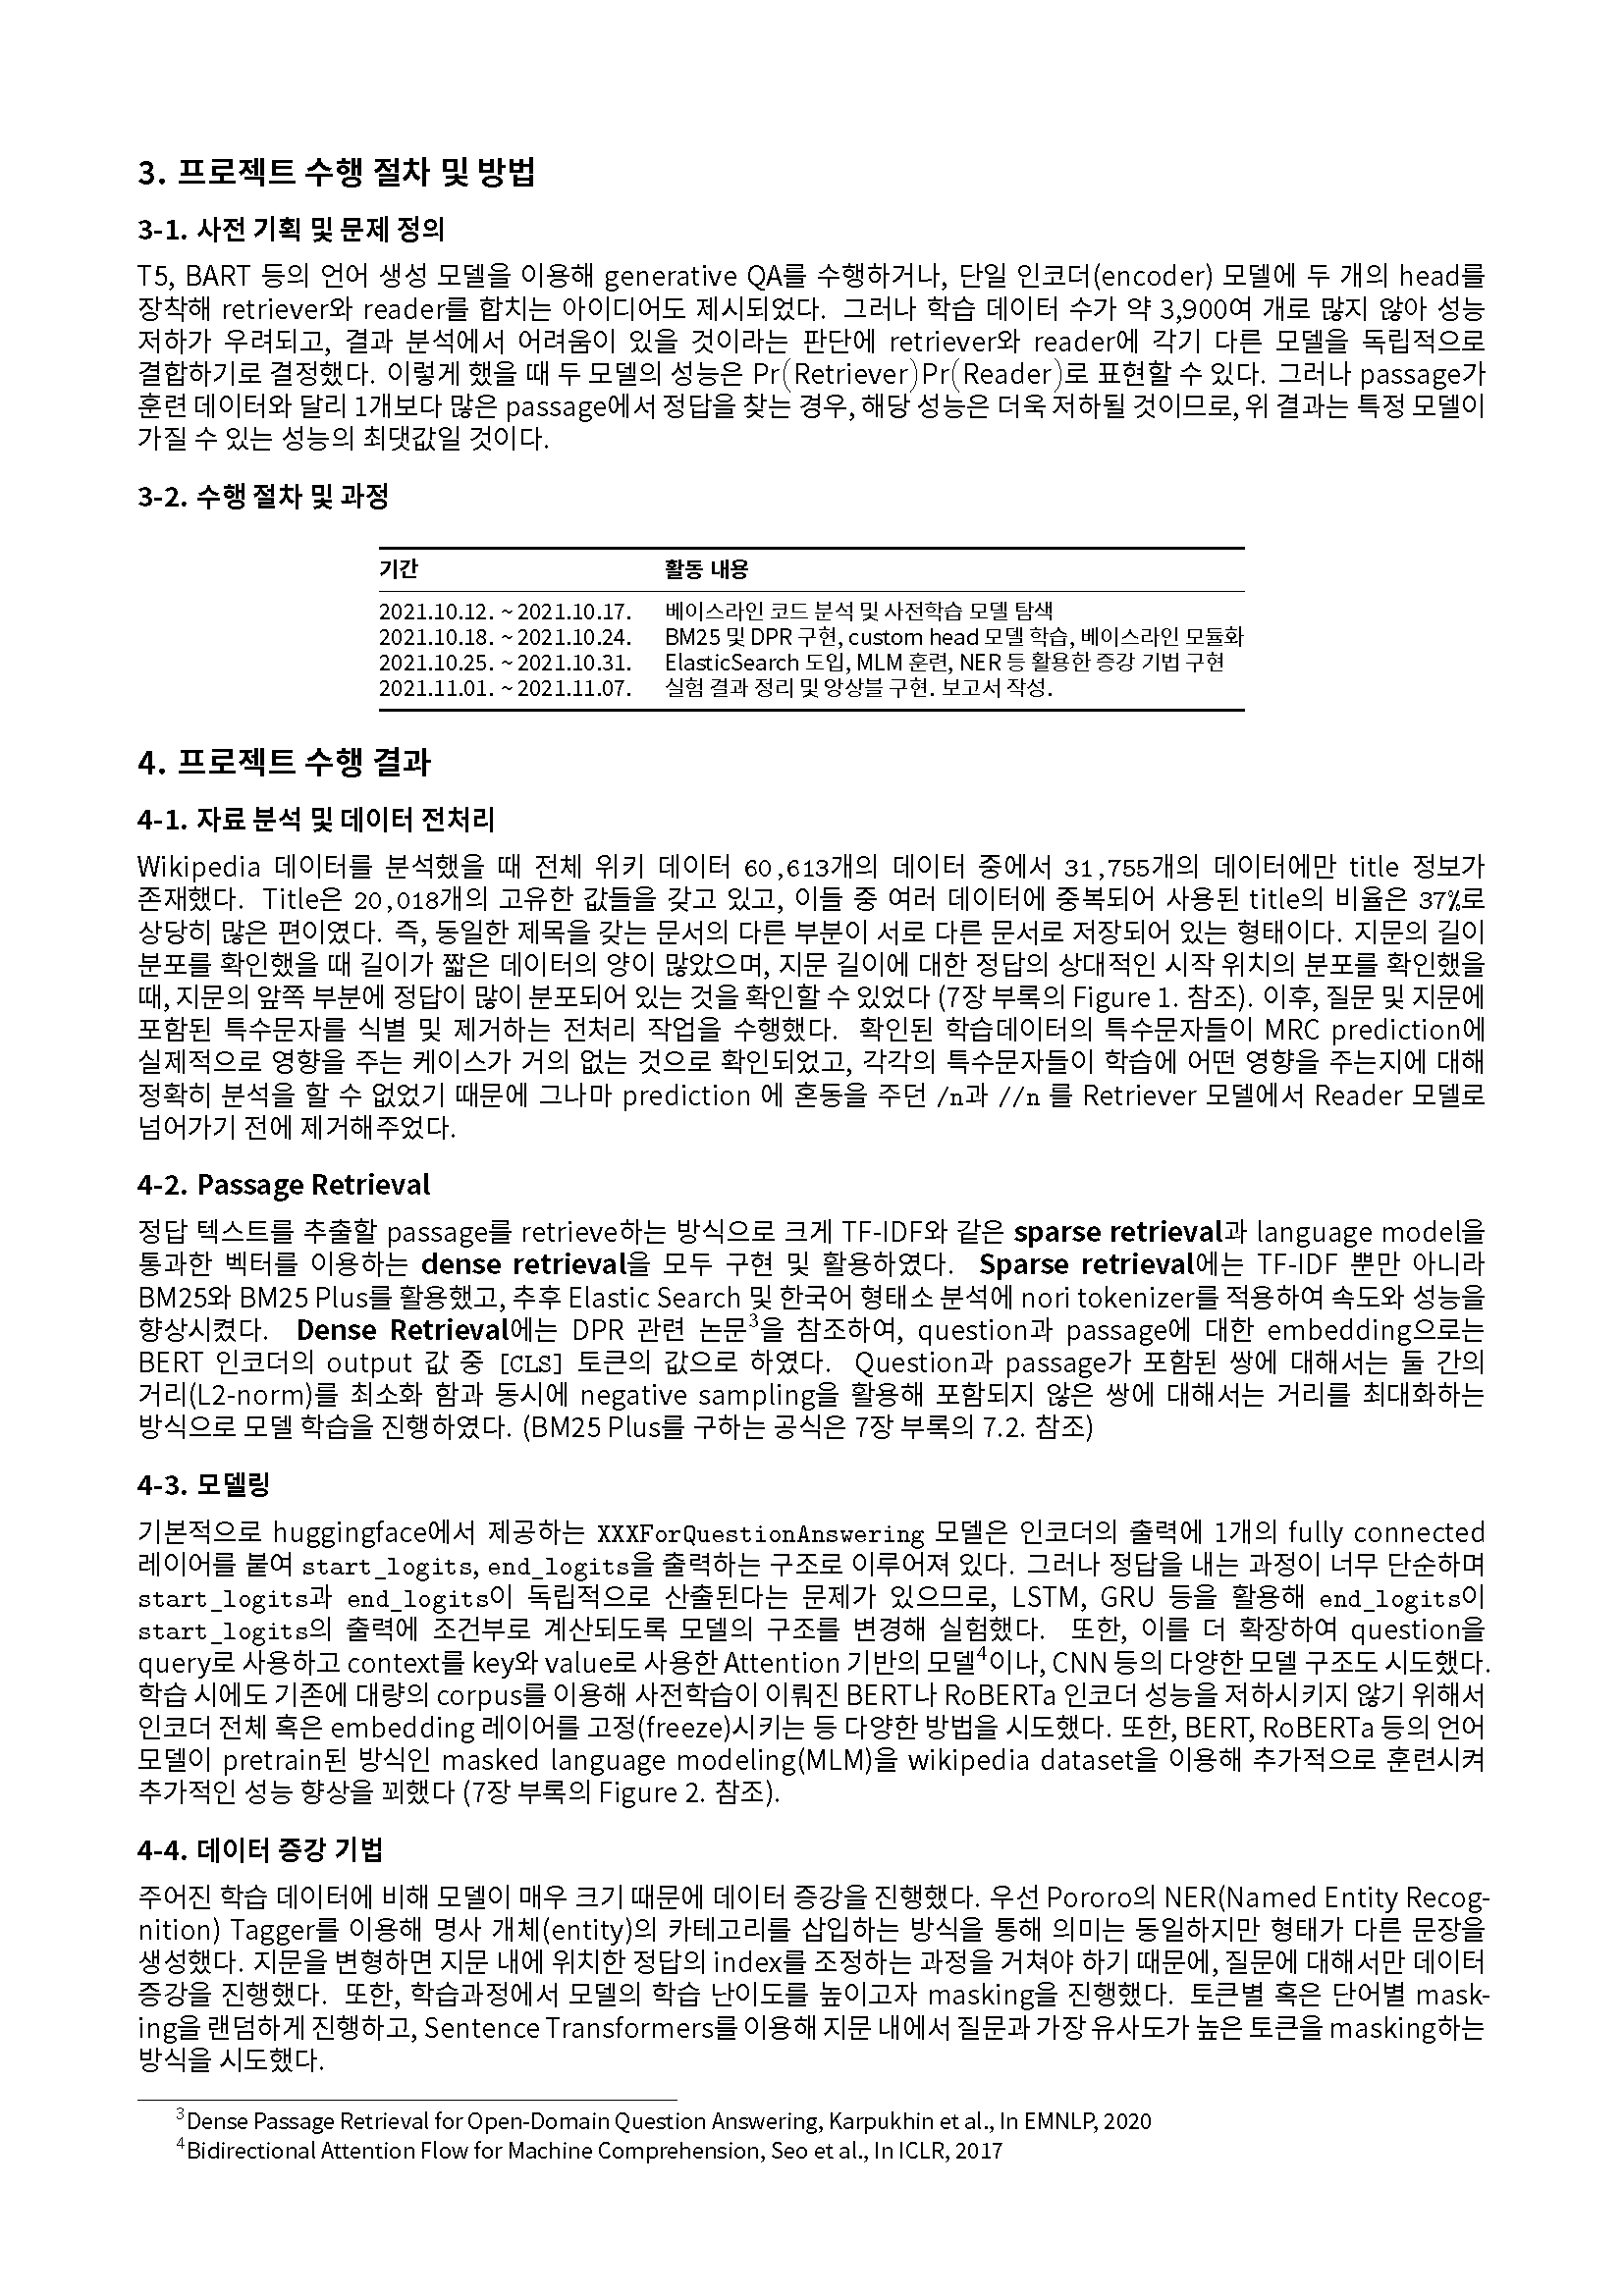 3. 프로젝트 수행 절차 및 방법
3-1. 사전 기획 및 문제 정의
T5, BART 등의 언어 생성 모델을 이용해 generative QA를 수행하거나, 단일 인코더(encoder) 모델에 두 개의 head를
장착해 retriever와 reader를 합치는 아이디어도 제시되었다. 그러나 학습 데이터 수가 약 3,900여 개로 많지 않아 성능
저하가 우려되고, 결과 분석에서 어려움이 있을 것이라는 판단에 retriever와 reader에 각기 다른 모델을 독립적으로
결합하기로 결정했다. 이렇게 했을 때 두 모델의 성능은 Pr(Retriever)Pr(Reader)로 표현할 수 있다. 그러나 passage가
훈련 데이터와 달리 1개보다 많은 passage에서 정답을 찾는 경우, 해당 성능은 더욱 저하될 것이므로, 위 결과는 특정 모델이
가질 수 있는 성능의 최댓값일 것이다.
3-2. 수행 절차 및 과정
기간 활동 내용
2021.10.12. ~ 2021.10.17. 베이스라인 코드 분석 및 사전학습 모델 탐색
2021.10.18. ~ 2021.10.24. BM25 및 DPR 구현, custom head 모델 학습, 베이스라인 모듈화
2021.10.25. ~ 2021.10.31. ElasticSearch 도입, MLM 훈련, NER 등 활용한 증강 기법 구현
2021.11.01. ~ 2021.11.07. 실험 결과 정리 및 앙상블 구현. 보고서 작성.
4. 프로젝트 수행 결과
4-1. 자료 분석 및 데이터 전처리
Wikipedia 데이터를 분석했을 때 전체 위키 데이터 60,613개의 데이터 중에서 31,755개의 데이터에만 title 정보가
존재했다. Title은 20,018개의 고유한 값들을 갖고 있고, 이들 중 여러 데이터에 중복되어 사용된 title의 비율은 37%로
상당히 많은 편이였다. 즉, 동일한 제목을 갖는 문서의 다른 부분이 서로 다른 문서로 저장되어 있는 형태이다. 지문의 길이
분포를 확인했을 때 길이가 짧은 데이터의 양이 많았으며, 지문 길이에 대한 정답의 상대적인 시작 위치의 분포를 확인했을
때, 지문의 앞쪽 부분에 정답이 많이 분포되어 있는 것을 확인할 수 있었다 (7장 부록의 Figure 1. 참조). 이후, 질문 및 지문에
포함된 특수문자를 식별 및 제거하는 전처리 작업을 수행했다. 확인된 학습데이터의 특수문자들이 MRC prediction에
실제적으로 영향을 주는 케이스가 거의 없는 것으로 확인되었고, 각각의 특수문자들이 학습에 어떤 영향을 주는지에 대해
정확히 분석을 할 수 없었기 때문에 그나마 prediction 에 혼동을 주던 /n과 //n 를 Retriever 모델에서 Reader 모델로
넘어가기 전에 제거해주었다.
4-2. Passage Retrieval
정답 텍스트를 추출할 passage를 retrieve하는 방식으로 크게 TF-IDF와 같은 sparse retrieval과 language model을
통과한 벡터를 이용하는 dense retrieval을 모두 구현 및 활용하였다. Sparse retrieval에는 TF-IDF 뿐만 아니라
BM25와 BM25 Plus를 활용했고, 추후 Elastic Search 및 한국어 형태소 분석에 nori tokenizer를 적용하여 속도와 성능을
향상시켰다. Dense Retrieval에는 DPR 관련 논문3을 참조하여, question과 passage에 대한 embedding으로는
BERT 인코더의 output 값 중 [CLS] 토큰의 값으로 하였다. Question과 passage가 포함된 쌍에 대해서는 둘 간의
거리(L2-norm)를 최소화 함과 동시에 negative sampling을 활용해 포함되지 않은 쌍에 대해서는 거리를 최대화하는
방식으로 모델 학습을 진행하였다. (BM25 Plus를 구하는 공식은 7장 부록의 7.2. 참조)
4-3. 모델링
기본적으로 huggingface에서 제공하는 XXXForQuestionAnswering 모델은 인코더의 출력에 1개의 fully connected
레이어를 붙여 start_logits, end_logits을 출력하는 구조로 이루어져 있다. 그러나 정답을 내는 과정이 너무 단순하며
start_logits과 end_logits이 독립적으로 산출된다는 문제가 있으므로, LSTM, GRU 등을 활용해 end_logits이
start_logits의 출력에 조건부로 계산되도록 모델의 구조를 변경해 실험했다. 또한, 이를 더 확장하여 question을
query로 사용하고 context를 key와 value로 사용한 Attention 기반의 모델4이나, CNN 등의 다양한 모델 구조도 시도했다.
학습 시에도 기존에 대량의 corpus를 이용해 사전학습이 이뤄진 BERT나 RoBERTa 인코더 성능을 저하시키지 않기 위해서
인코더 전체 혹은 embedding 레이어를 고정(freeze)시키는 등 다양한 방법을 시도했다. 또한, BERT, RoBERTa 등의 언어
모델이 pretrain된 방식인 masked language modeling(MLM)을 wikipedia dataset을 이용해 추가적으로 훈련시켜
추가적인 성능 향상을 꾀했다 (7장 부록의 Figure 2. 참조).
4-4. 데이터 증강 기법
주어진 학습 데이터에 비해 모델이 매우 크기 때문에 데이터 증강을 진행했다. 우선 Pororo의 NER(Named Entity Recog-
nition) Tagger를 이용해 명사 개체(entity)의 카테고리를 삽입하는 방식을 통해 의미는 동일하지만 형태가 다른 문장을
생성했다. 지문을 변형하면 지문 내에 위치한 정답의 index를 조정하는 과정을 거쳐야 하기 때문에, 질문에 대해서만 데이터
증강을 진행했다. 또한, 학습과정에서 모델의 학습 난이도를 높이고자 masking을 진행했다. 토큰별 혹은 단어별 mask-
ing을 랜덤하게 진행하고, Sentence Transformers를 이용해 지문 내에서 질문과 가장 유사도가 높은 토큰을 masking하는
방식을 시도했다.
3Dense Passage Retrieval for Open-Domain Question Answering, Karpukhin et al., In EMNLP, 2020
4Bidirectional Attention Flow for Machine Comprehension, Seo et al., In ICLR, 2017